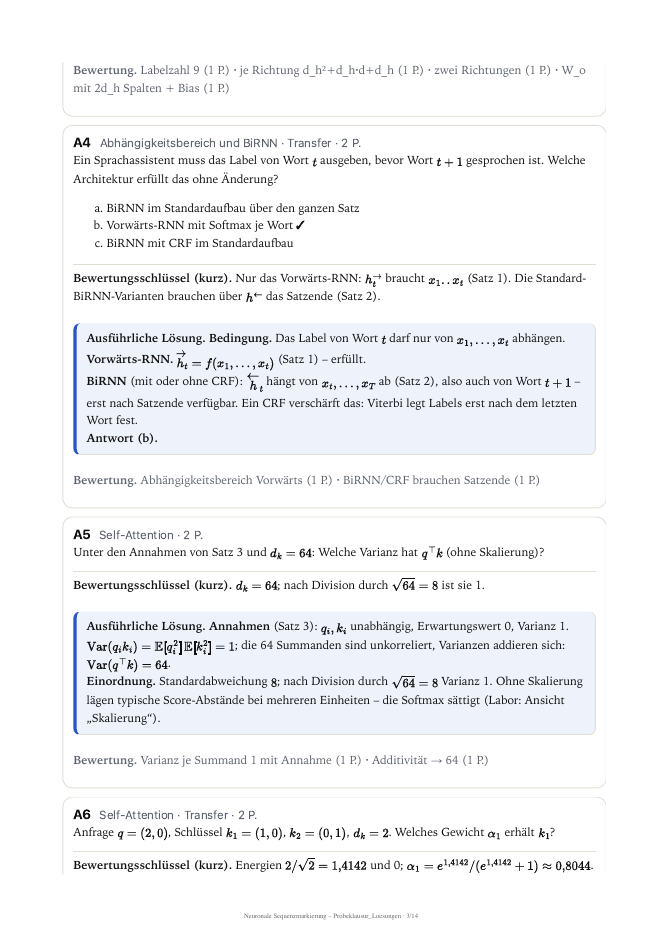 Bewertung. Labelzahl 9 (1 P.) · je Richtung d_h²+d_h·d+d_h (1 P.) · zwei Richtungen (1 P.) · W_o
mit 2d_h Spalten + Bias (1 P.)
A4 Abhängigkeitsbereich und BiRNN · Transfer · 2 P.
Ein Sprachassistent muss das Label von Wort t ausgeben, bevor Wort t + 1 gesprochen ist. Welche
Architektur erfüllt das ohne Änderung?
a. BiRNN im Standardaufbau über den ganzen Satz
b. Vorwärts-RNN mit Softmax je Wort ✓
c. BiRNN mit CRF im Standardaufbau
Bewertungsschlüssel (kurz). Nur das Vorwärts-RNN: h_t^→ braucht x₁..x_t (Satz 1). Die Standard-
BiRNN-Varianten brauchen über h^← das Satzende (Satz 2).
Ausführliche Lösung. Bedingung. Das Label von Wort t darf nur von x₁, …, x_t abhängen.
Vorwärts-RNN. →h_t = f(x₁, …, x_t) (Satz 1) – erfüllt.
BiRNN (mit oder ohne CRF): ←h_t hängt von x_t, …, x_T ab (Satz 2), also auch von Wort t + 1 –
erst nach Satzende verfügbar. Ein CRF verschärft das: Viterbi legt Labels erst nach dem letzten
Wort fest.
Antwort (b).
Bewertung. Abhängigkeitsbereich Vorwärts (1 P.) · BiRNN/CRF brauchen Satzende (1 P.)
A5 Self-Attention · 2 P.
Unter den Annahmen von Satz 3 und d_k = 64: Welche Varianz hat q^⊤k (ohne Skalierung)?
Bewertungsschlüssel (kurz). d_k = 64; nach Division durch √64 = 8 ist sie 1.
Ausführliche Lösung. Annahmen (Satz 3): q_i, k_i unabhängig, Erwartungswert 0, Varianz 1.
Var(q_i k_i) = 𝔼[q_i²]𝔼[k_i²] = 1; die 64 Summanden sind unkorreliert, Varianzen addieren sich:
Var(q^⊤k) = 64.
Einordnung. Standardabweichung 8; nach Division durch √64 = 8 Varianz 1. Ohne Skalierung
lägen typische Score-Abstände bei mehreren Einheiten – die Softmax sättigt (Labor: Ansicht
„Skalierung“).
Bewertung. Varianz je Summand 1 mit Annahme (1 P.) · Additivität → 64 (1 P.)
A6 Self-Attention · Transfer · 2 P.
Anfrage q = (2, 0), Schlüssel k₁ = (1, 0), k₂ = (0, 1), d_k = 2. Welches Gewicht α₁ erhält k₁?
Bewertungsschlüssel (kurz). Energien 2/√2 = 1,4142 und 0; α₁ = e^{1,4142}/(e^{1,4142} + 1) ≈ 0,8044.
Neuronale Sequenzmarkierung – Probeklausur_Loesungen · 3/14